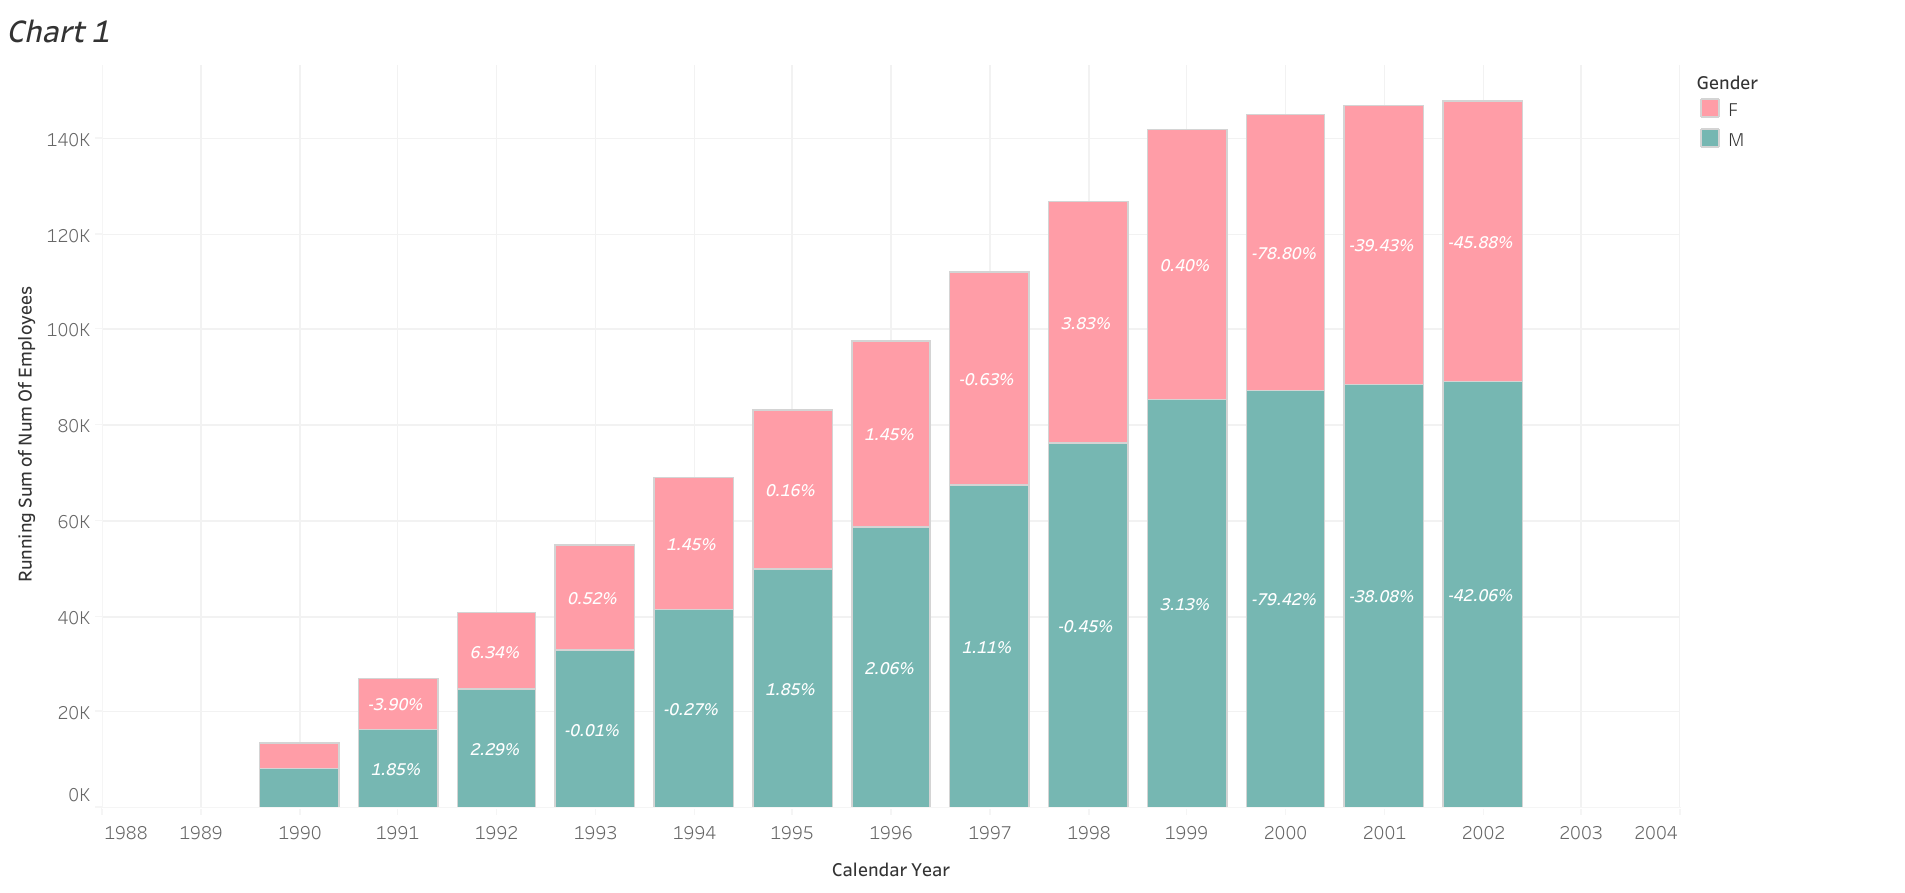 Chart 1
Gender
F
M
Running Sum of Num Of Employees
140K
120K
100K
80K
60K
40K
20K
0K
-3.90%
1.85%
6.34%
2.29%
0.52%
-0.01%
1.45%
-0.27%
0.16%
1.85%
1.45%
2.06%
-0.63%
1.11%
3.83%
-0.45%
0.40%
3.13%
-78.80%
-79.42%
-39.43%
-38.08%
-45.88%
-42.06%
1988 1989 1990 1991 1992 1993 1994 1995 1996 1997 1998 1999 2000 2001 2002 2003 2004
Calendar Year